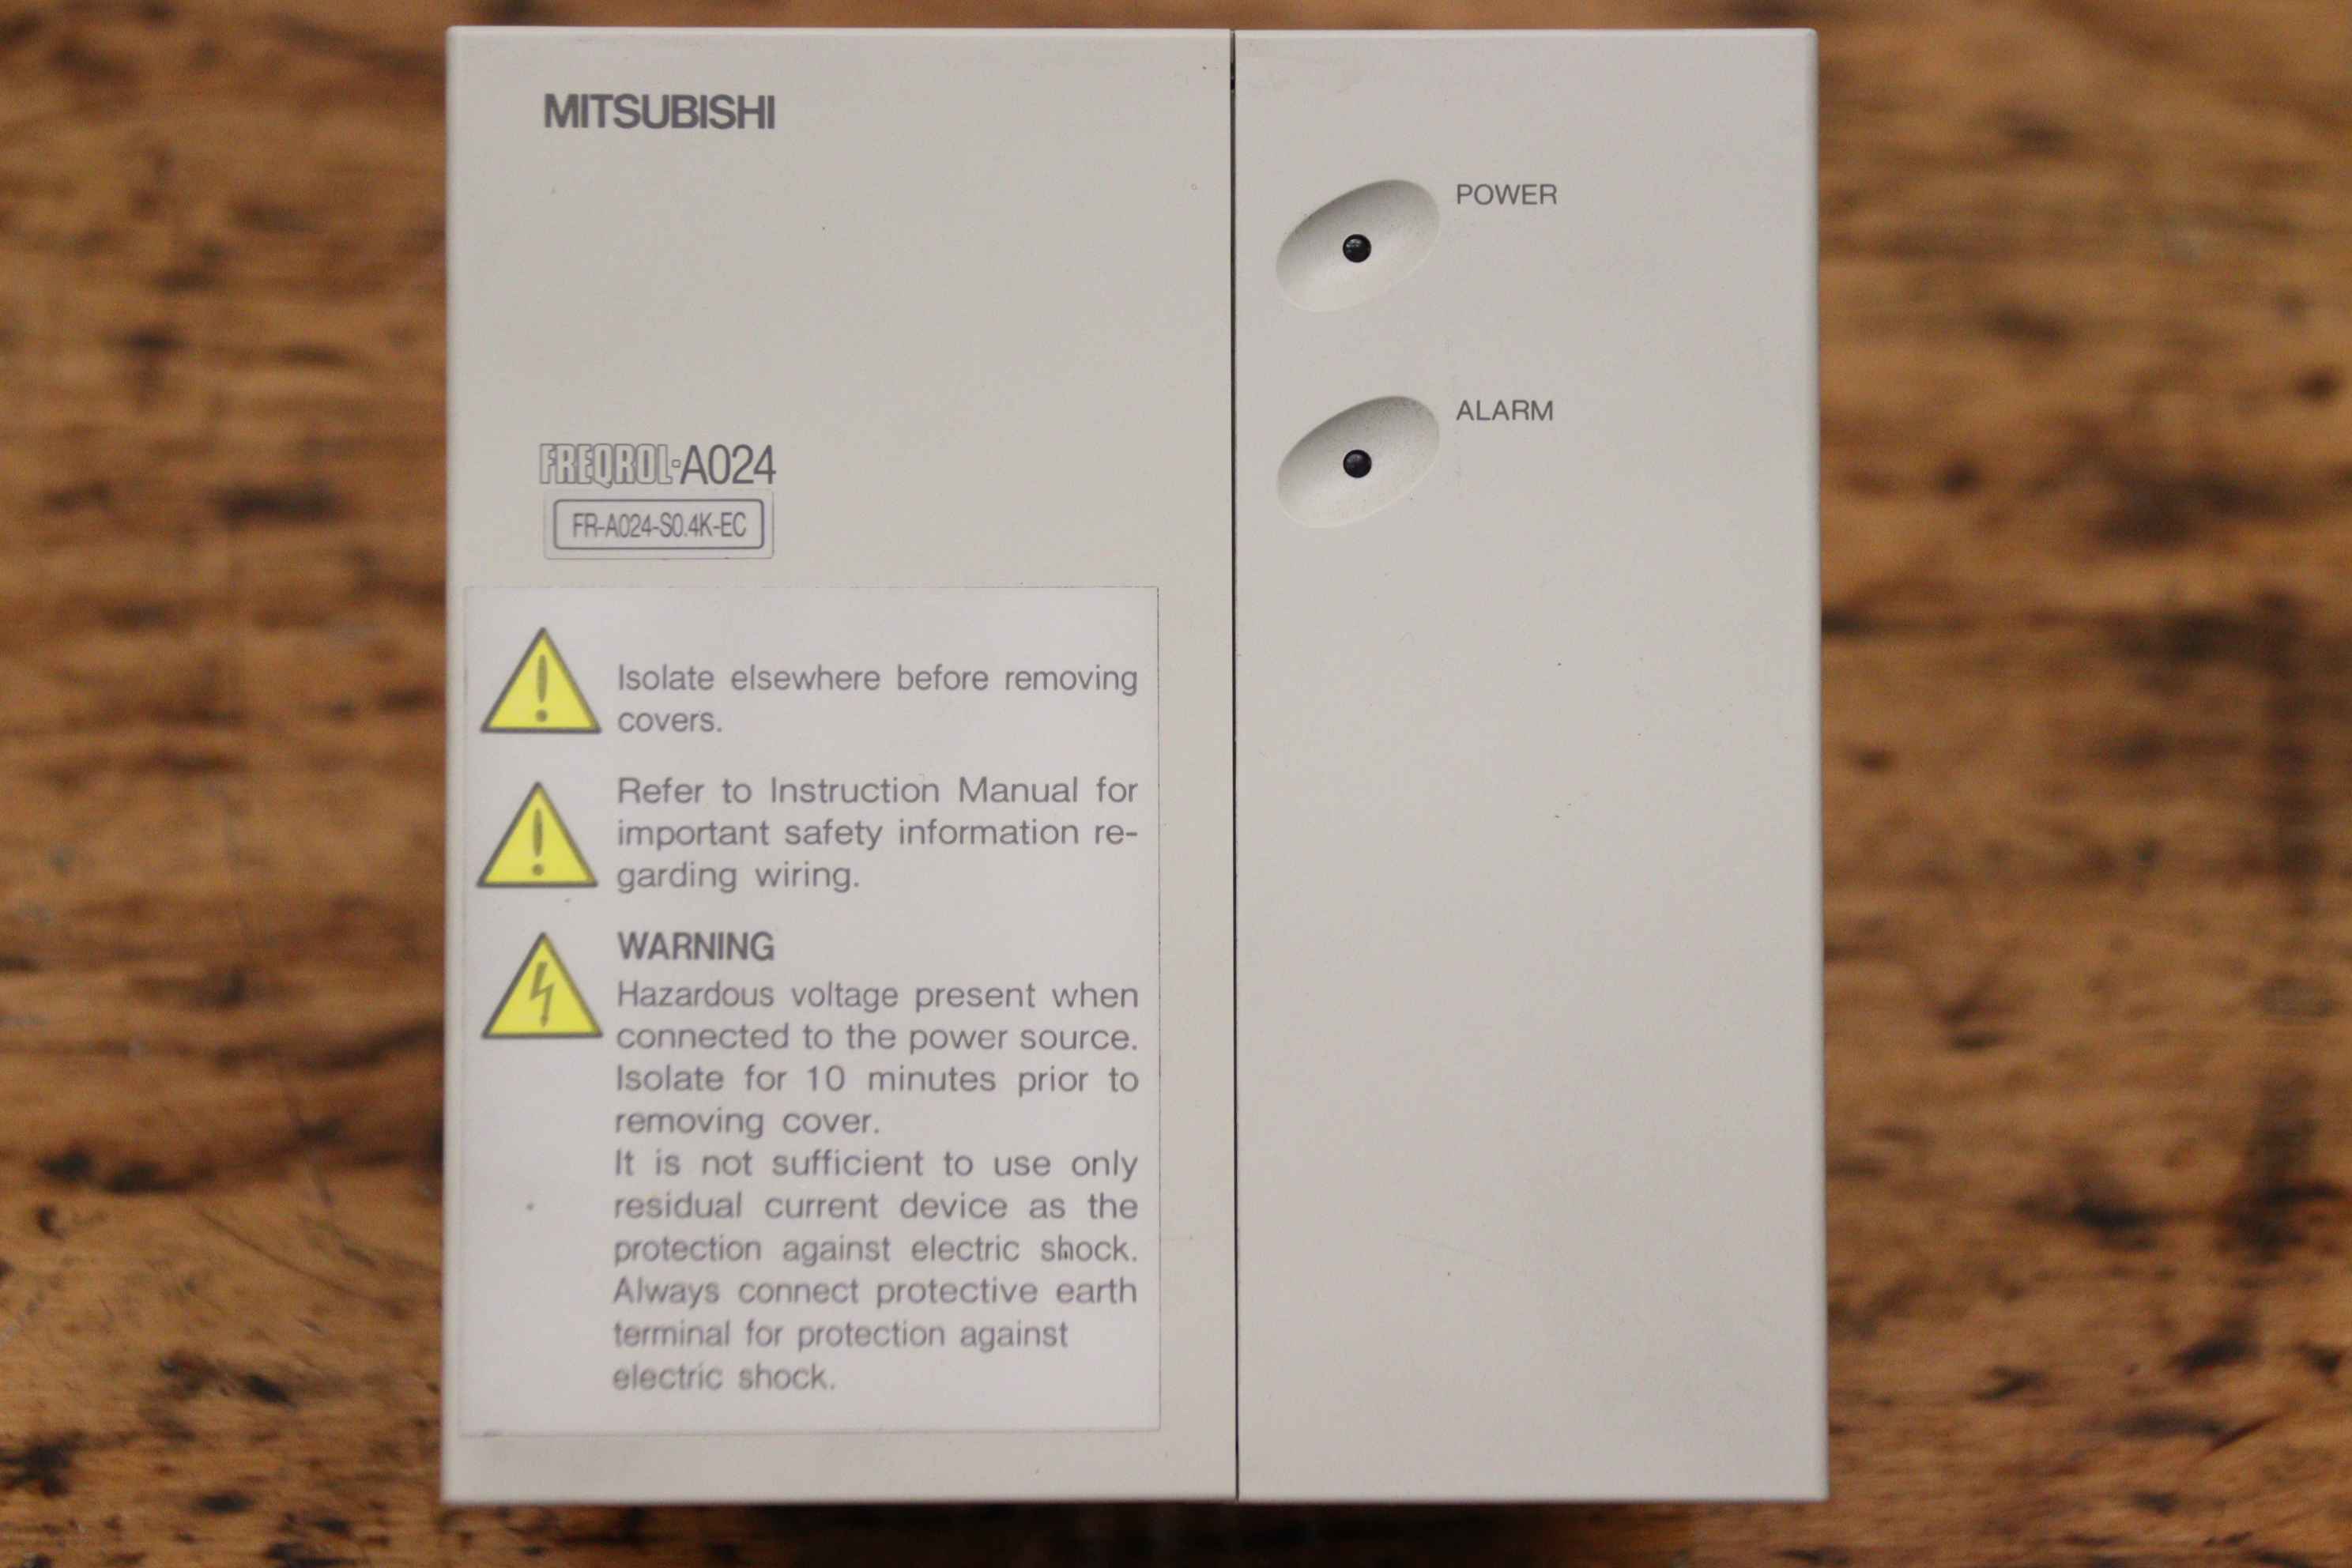 MITSUBISHI
POWER
ALARM
FREQROL-A024
FR-A024-S0.4K-EC
Isolate elsewhere before removing
covers.
Refer to Instruction Manual for
important safety information re-
garding wiring.
WARNING
Hazardous voltage present when
connected to the power source.
Isolate for 10 minutes prior to
removing cover.
It is not sufficient to use only
residual current device as the
protection against electric shock.
Always connect protective earth
terminal for protection against
electric shock.